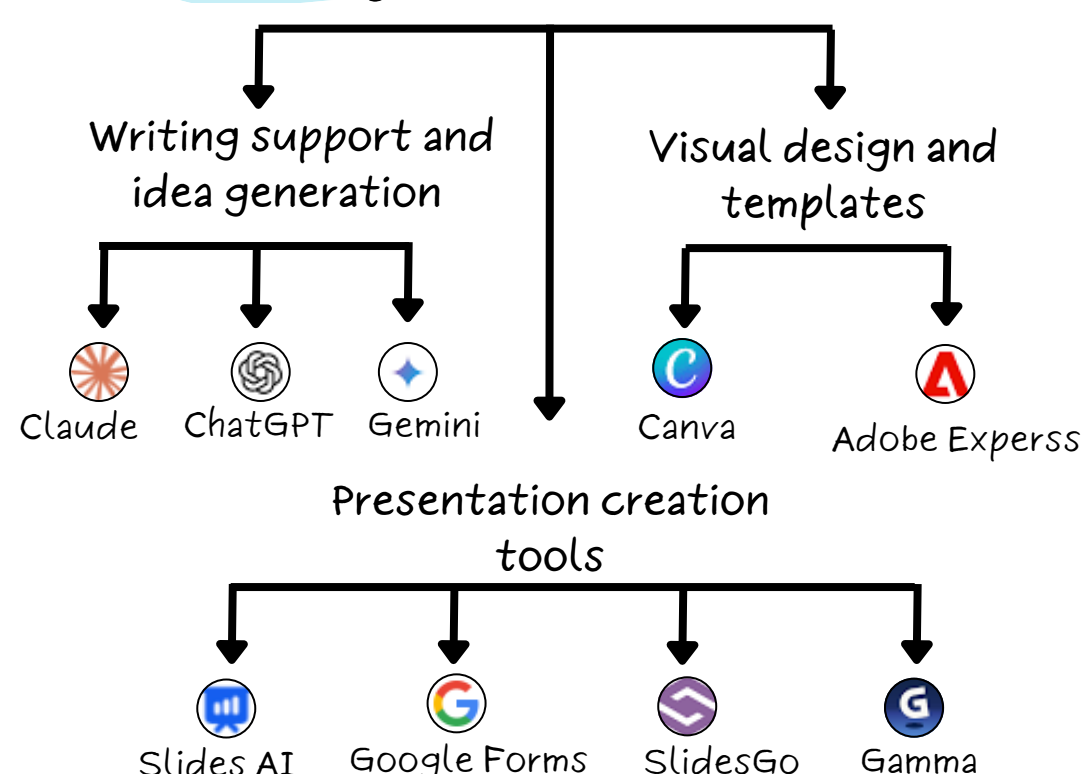 Writing support and
idea generation
Visual design and
templates
Claude
ChatGPT
Gemini
Canva
Adobe Experss
Presentation creation
tools
Slides AI
Google Forms
SlidesGo
Gamma